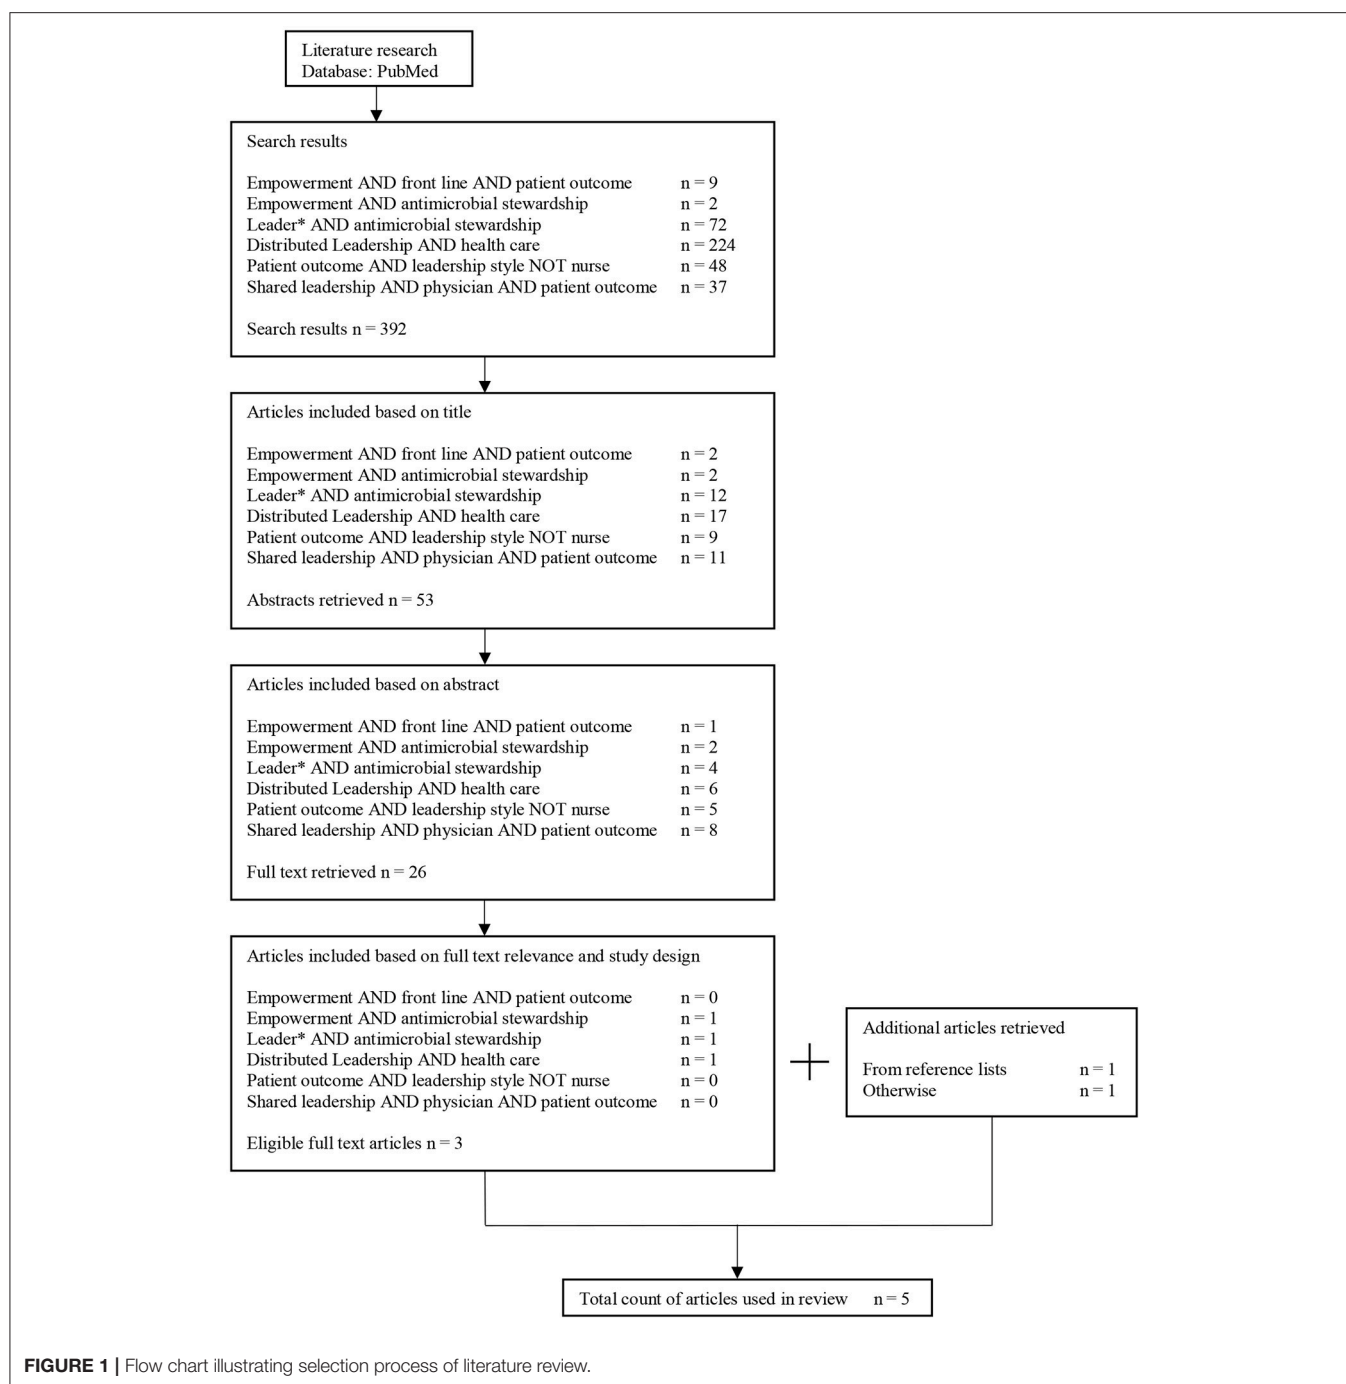 Literature research
Database: PubMed
Search results
Empowerment AND front line AND patient outcome n = 9
Empowerment AND antimicrobial stewardship n = 2
Leader* AND antimicrobial stewardship n = 72
Distributed Leadership AND health care n = 224
Patient outcome AND leadership style NOT nurse n = 48
Shared leadership AND physician AND patient outcome n = 37
Search results n = 392
Articles included based on title
Empowerment AND front line AND patient outcome n = 2
Empowerment AND antimicrobial stewardship n = 2
Leader* AND antimicrobial stewardship n = 12
Distributed Leadership AND health care n = 17
Patient outcome AND leadership style NOT nurse n = 9
Shared leadership AND physician AND patient outcome n = 11
Abstracts retrieved n = 53
Articles included based on abstract
Empowerment AND front line AND patient outcome n = 1
Empowerment AND antimicrobial stewardship n = 2
Leader* AND antimicrobial stewardship n = 4
Distributed Leadership AND health care n = 6
Patient outcome AND leadership style NOT nurse n = 5
Shared leadership AND physician AND patient outcome n = 8
Full text retrieved n = 26
Articles included based on full text relevance and study design
Empowerment AND front line AND patient outcome n = 0
Empowerment AND antimicrobial stewardship n = 1
Leader* AND antimicrobial stewardship n = 1
Distributed Leadership AND health care n = 1
Patient outcome AND leadership style NOT nurse n = 0
Shared leadership AND physician AND patient outcome n = 0
Eligible full text articles n = 3
Additional articles retrieved
From reference lists n = 1
Otherwise n = 1
Total count of articles used in review n = 5
FIGURE 1 | Flow chart illustrating selection process of literature review.